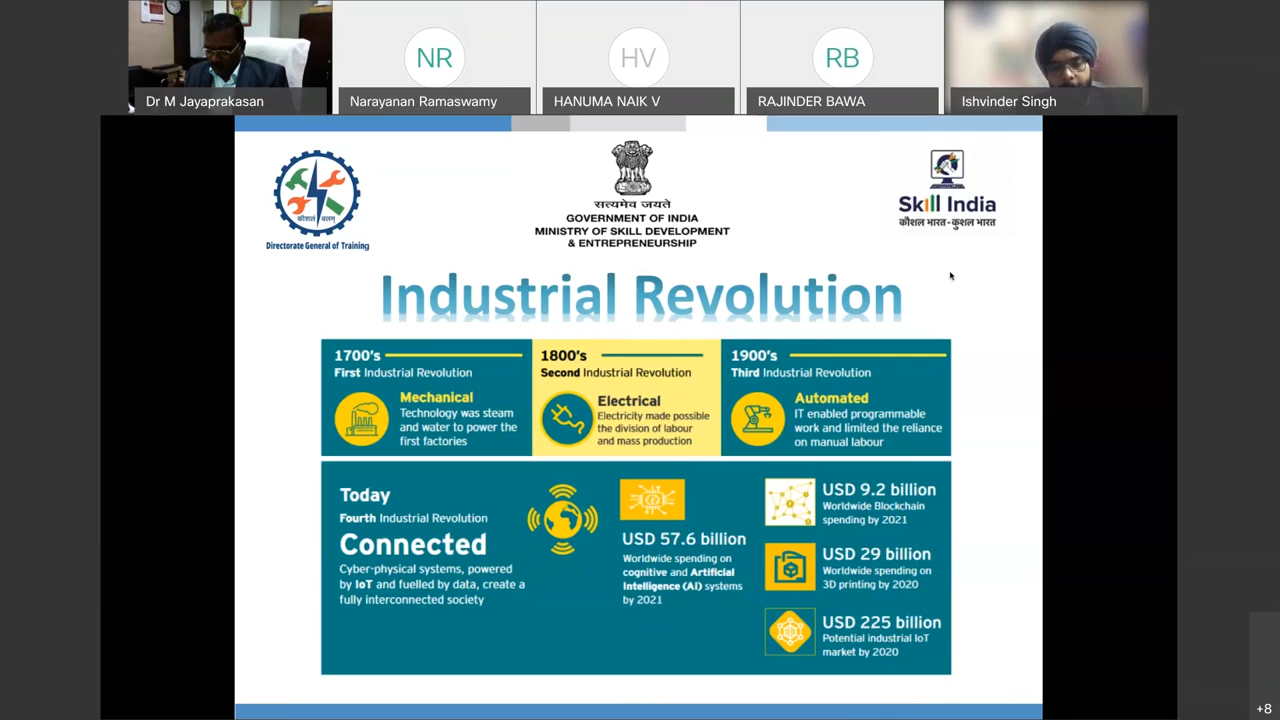 Dr M Jayaprakasan
NR
Narayanan Ramaswamy
HV
HANUMA NAIK V
RB
RAJINDER BAWA
Ishvinder Singh
कौशलं बलम्
Directorate General of Training
सत्यमेव जयते
GOVERNMENT OF INDIA
MINISTRY OF SKILL DEVELOPMENT
& ENTREPRENEURSHIP
Skill India
कौशल भारत - कुशल भारत
Industrial Revolution
1700's
First Industrial Revolution
Mechanical
Technology was steam
and water to power the
first factories
1800's
Second Industrial Revolution
Electrical
Electricity made possible
the division of labour
and mass production
1900's
Third Industrial Revolution
Automated
IT enabled programmable
work and limited the reliance
on manual labour
Today
Fourth Industrial Revolution
Connected
Cyber-physical systems, powered
by IoT and fuelled by data, create a
fully interconnected society
USD 57.6 billion
Worldwide spending on
cognitive and Artificial
Intelligence (AI) systems
by 2021
USD 9.2 billion
Worldwide Blockchain
spending by 2021
USD 29 billion
Worldwide spending on
3D printing by 2020
USD 225 billion
Potential industrial IoT
market by 2020
+8